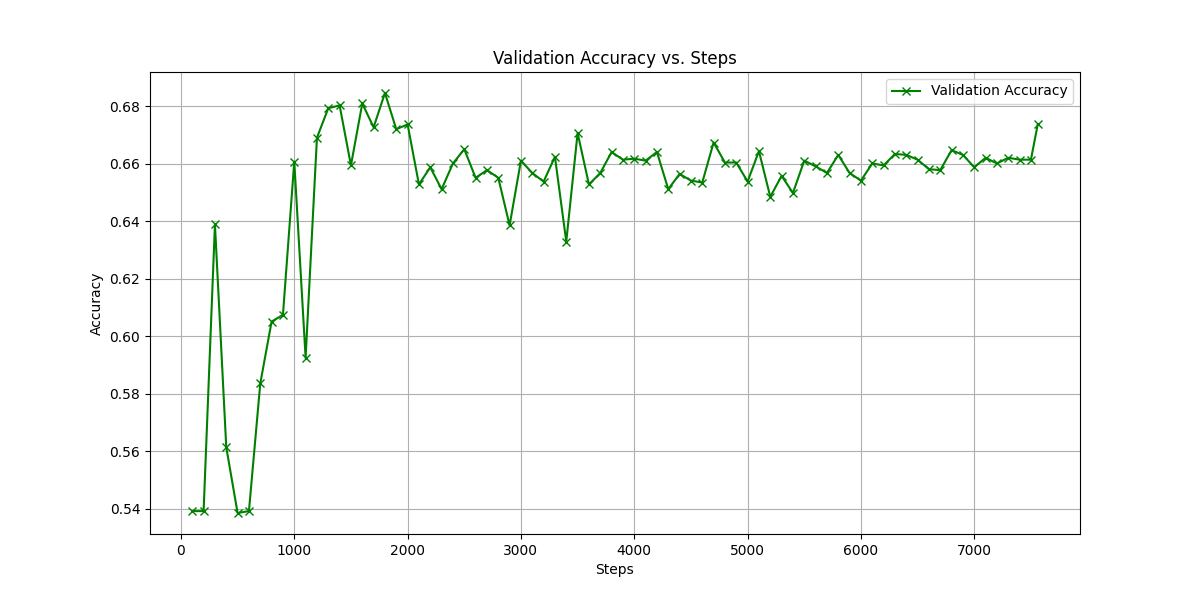 Validation Accuracy vs. Steps
Validation Accuracy
Accuracy
0.68
0.66
0.64
0.62
0.60
0.58
0.56
0.54
0 1000 2000 3000 4000 5000 6000 7000
Steps